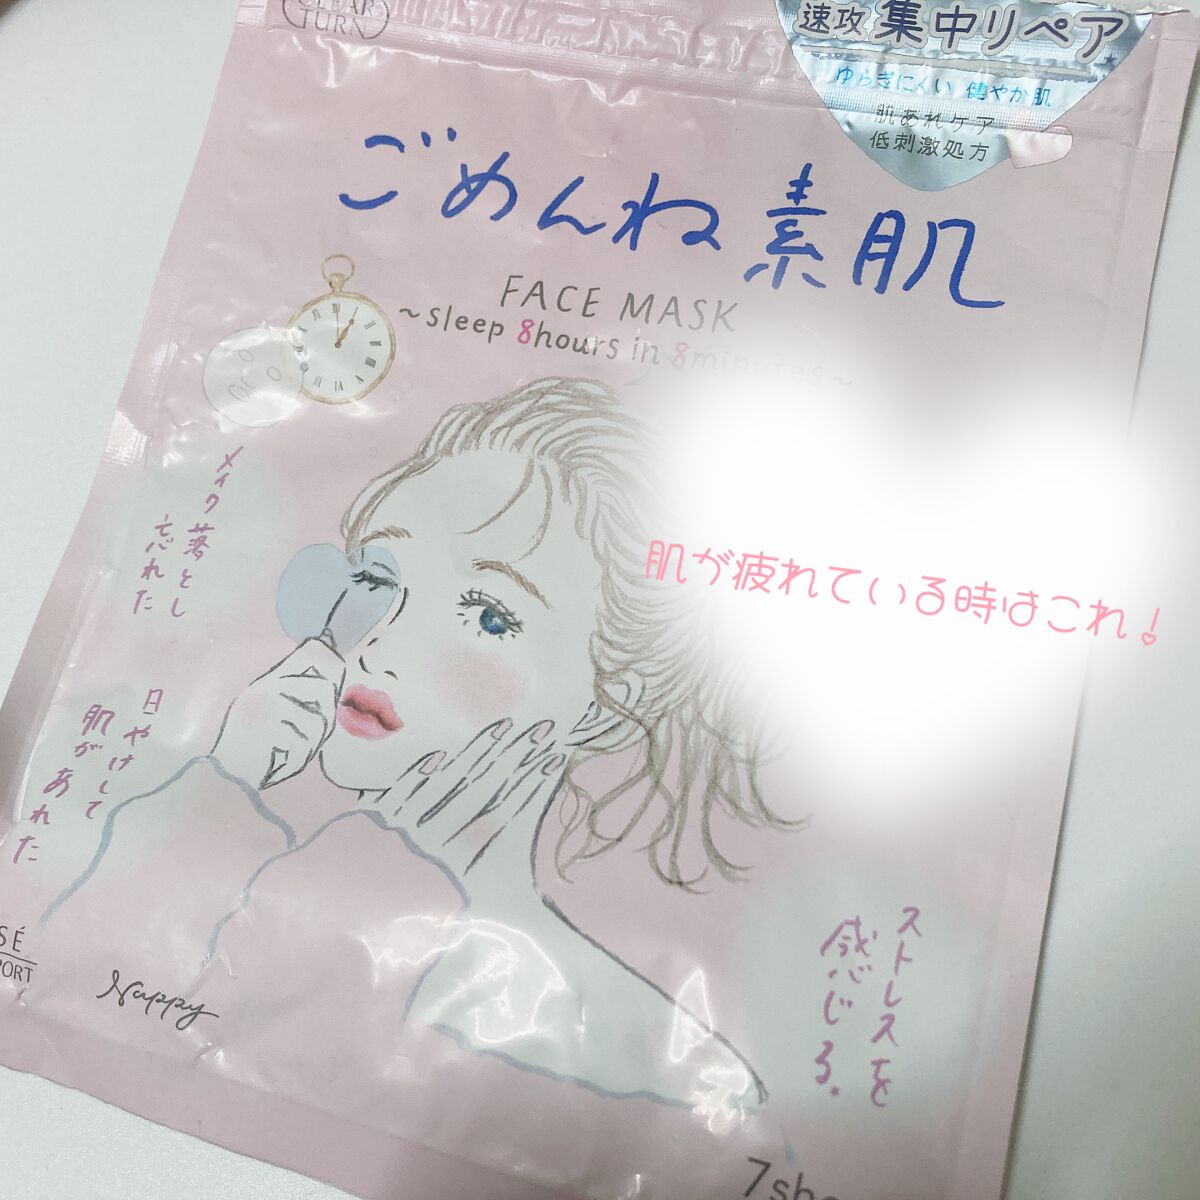 CLEAR
TURN
速攻 集中リペア
ゆらぎにくい 健やか肌
肌あれケア
低刺激処方
ごめんね素肌
FACE MASK
~sleep 8hours in 8minutes~
メイク落とし
忘れた
肌が疲れている時はこれ!
日やけして
肌があれた
ストレスを
感じる。
Nappy